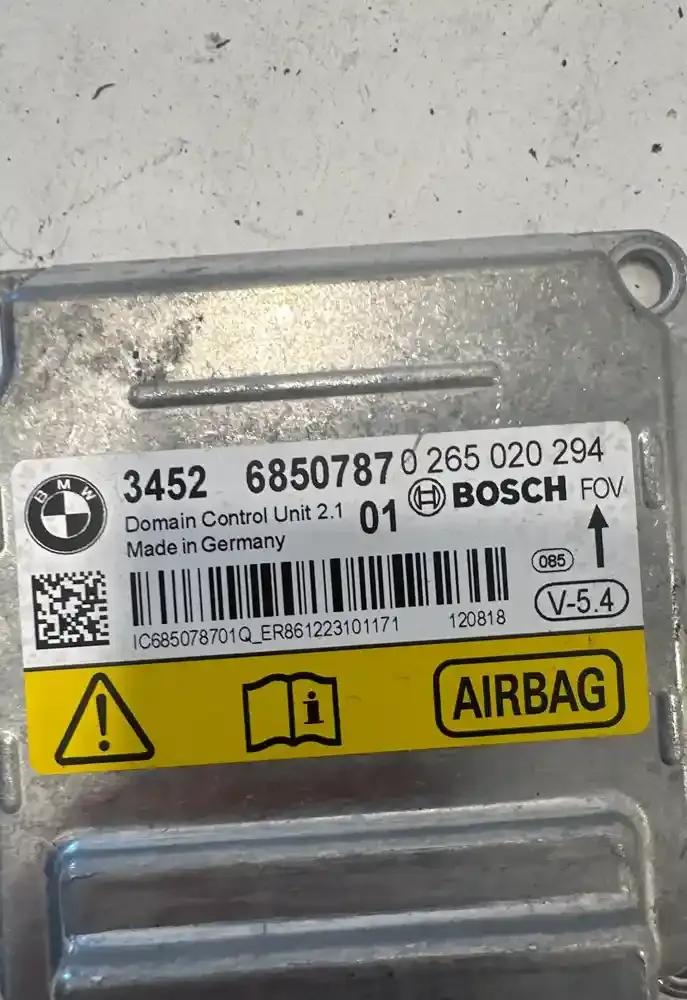 BMW
3452 6850787 0 265 020 294
Domain Control Unit 2.1 01 BOSCH FOV
Made in Germany
085
V-5.4
IC685078701Q_ER861223101171 120818
AIRBAG